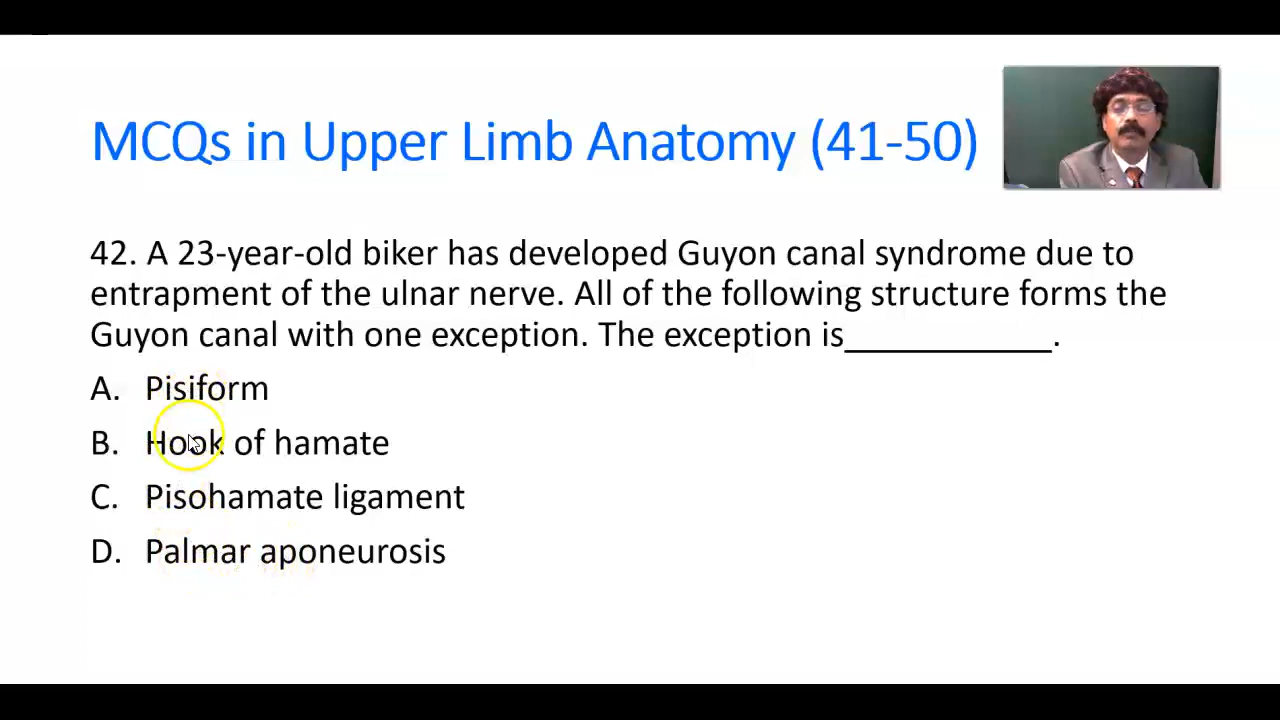 MCQs in Upper Limb Anatomy (41-50)
42. A 23-year-old biker has developed Guyon canal syndrome due to
entrapment of the ulnar nerve. All of the following structure forms the
Guyon canal with one exception. The exception is____________.
A. Pisiform
B. Hook of hamate
C. Pisohamate ligament
D. Palmar aponeurosis